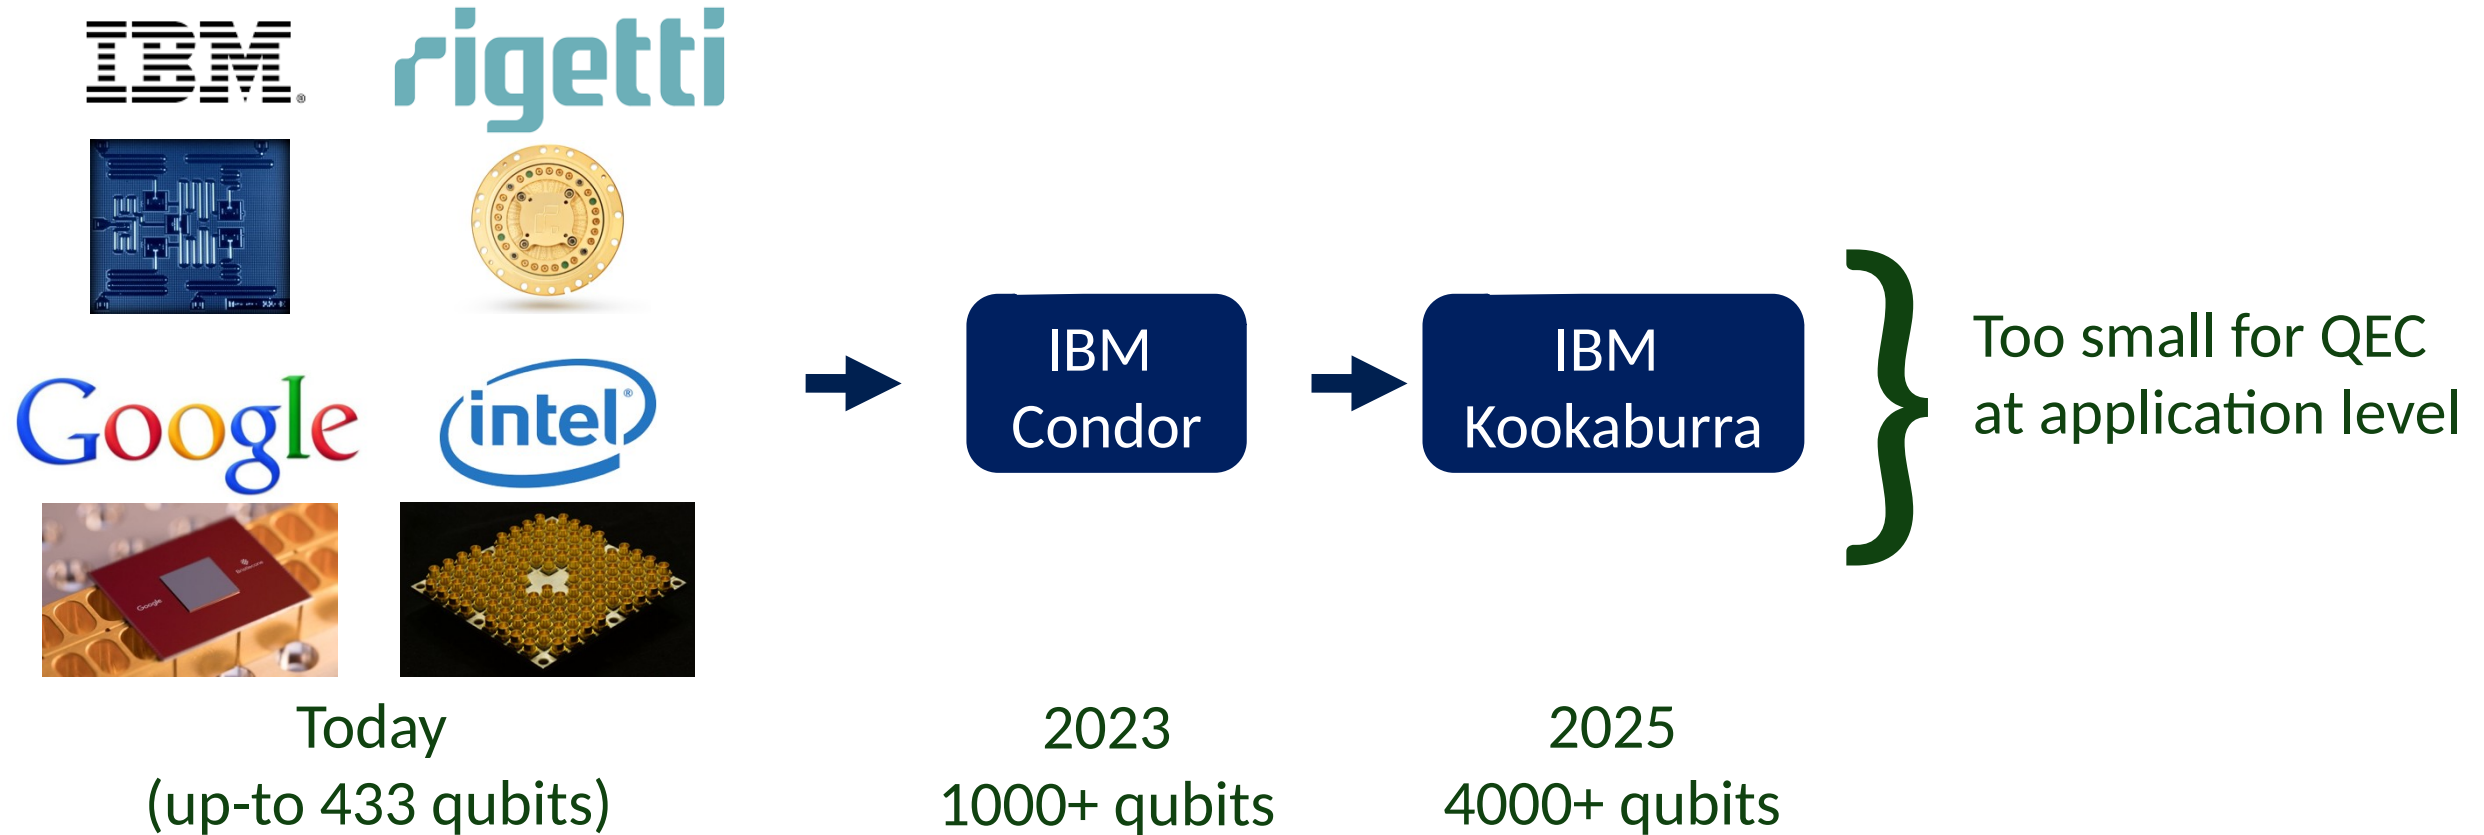 IBM®
rigetti
Google
intel®
Google
Today
(up-to 433 qubits)
IBM
Condor
2023
1000+ qubits
IBM
Kookaburra
2025
4000+ qubits
}
Too small for QEC
at application level